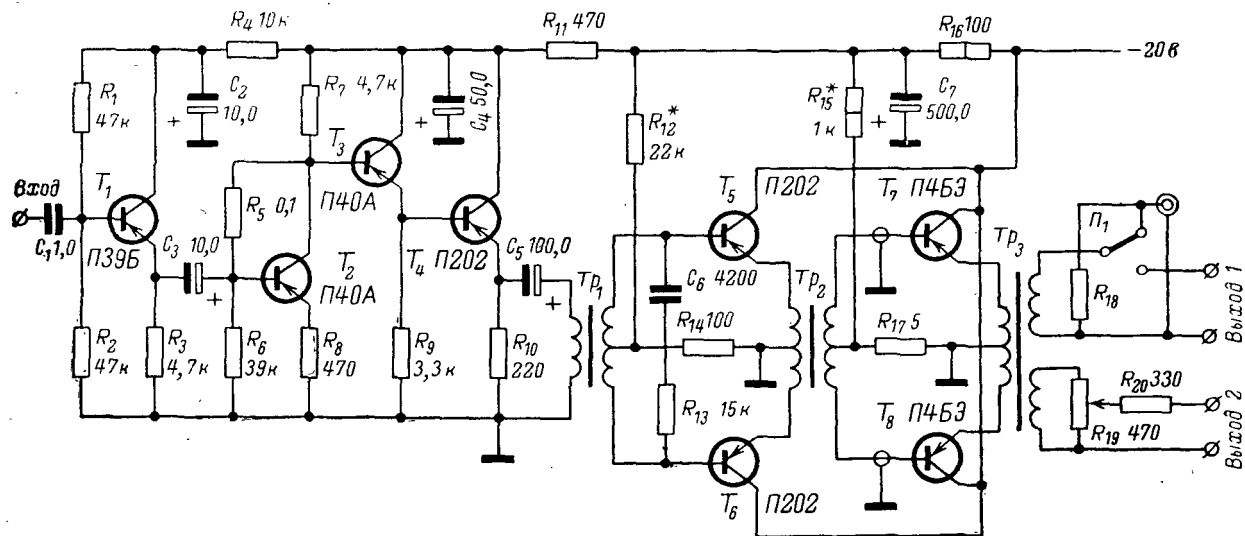 R₄ 10к
R₁₁ 470
R₁₆ 100
−20в
R₁
47к
C₂
10,0
+
R₇ 4,7к
+
C₄ 50,0
R₁₂*
22к
R₁₅*
1к
+
C₇
500,0
Вход
T₁
C₁ 1,0
П39Б
R₅ 0,1
T₃
П40А
T₅
П202
T₇
П4БЭ
C₃
10,0
+
T₂
П40А
T₄
П202
C₅ 100,0
+
Тр₁
C₆ 4200
Тр₂
Тр₃
П₁
R₁₈
Выход 1
R₂
47к
R₃
4,7к
R₆
39к
R₈
470
R₉
3,3к
R₁₀
220
R₁₄ 100
R₁₇ 5
R₁₃ 15к
T₈
П4БЭ
R₂₀ 330
R₁₉ 470
Выход 2
T₆
П202